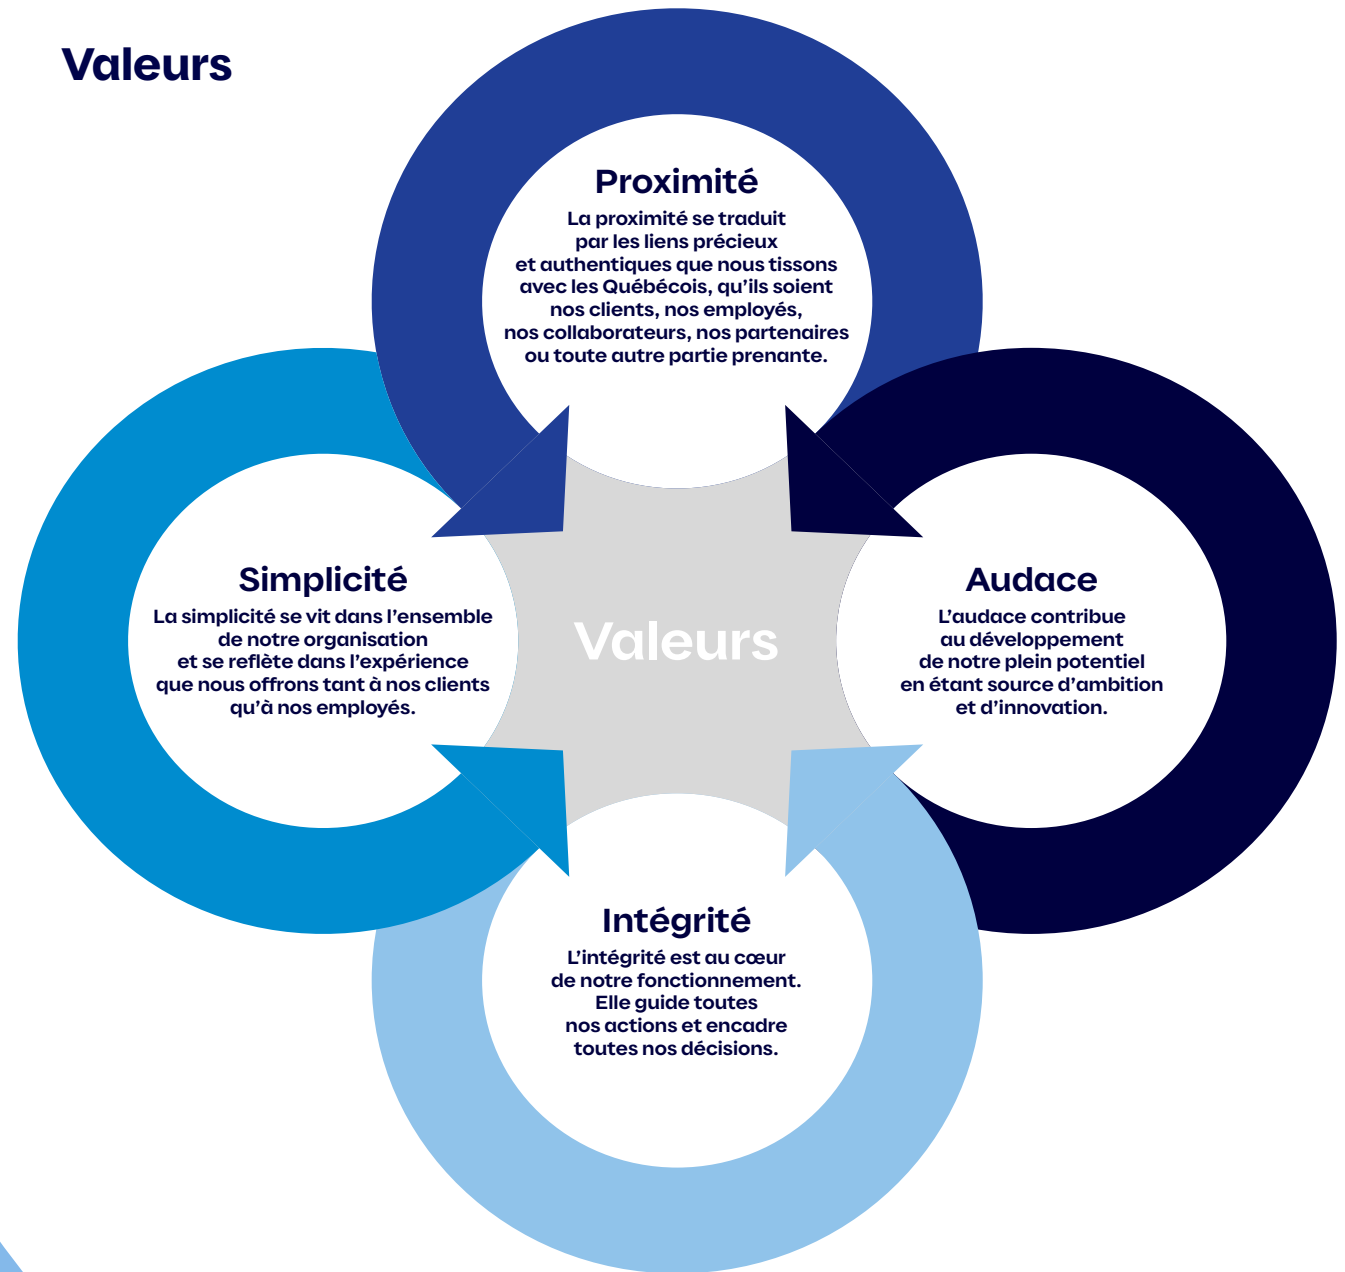 Valeurs
Proximité
La proximité se traduit
par les liens précieux
et authentiques que nous tissons
avec les Québécois, qu’ils soient
nos clients, nos employés,
nos collaborateurs, nos partenaires
ou toute autre partie prenante.
Simplicité
La simplicité se vit dans l’ensemble
de notre organisation
et se reflète dans l’expérience
que nous offrons tant à nos clients
qu’à nos employés.
Valeurs
Audace
L’audace contribue
au développement
de notre plein potentiel
en étant source d’ambition
et d’innovation.
Intégrité
L’intégrité est au cœur
de notre fonctionnement.
Elle guide toutes
nos actions et encadre
toutes nos décisions.